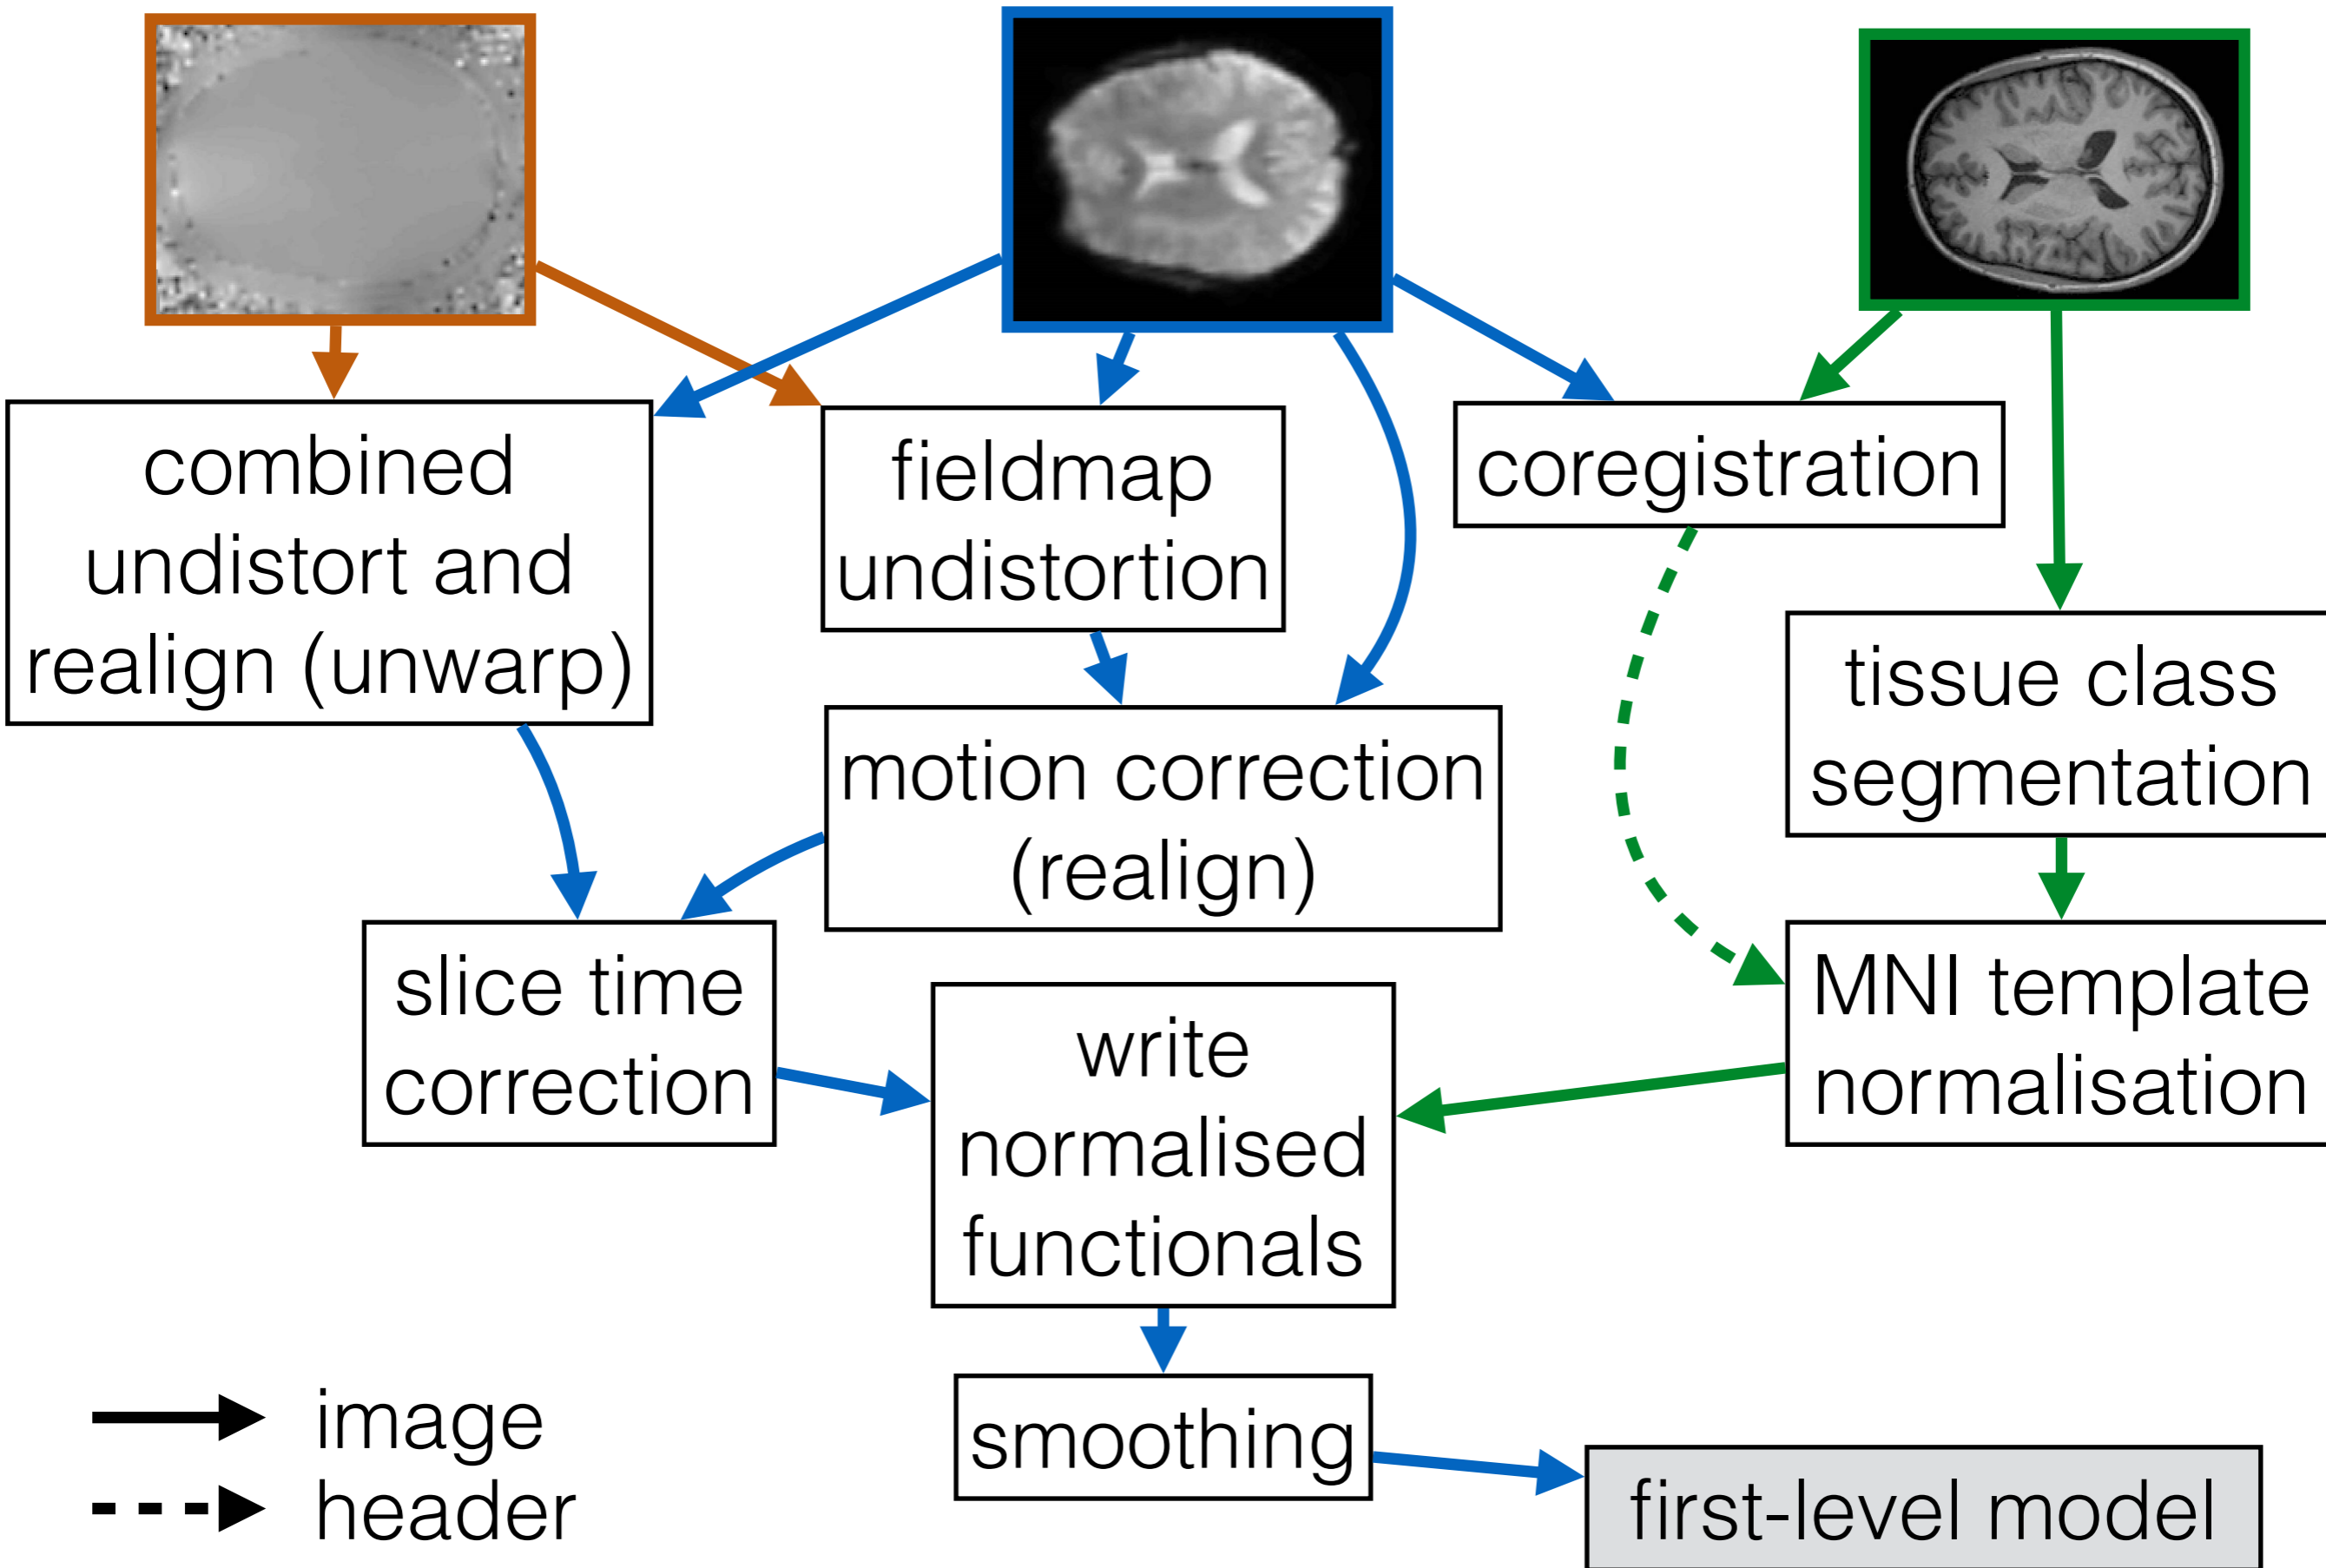 combined
undistort and
realign (unwarp)
fieldmap
undistortion
coregistration
tissue class
segmentation
motion correction
(realign)
slice time
correction
write
normalised
functionals
MNI template
normalisation
smoothing
first-level model
image
header